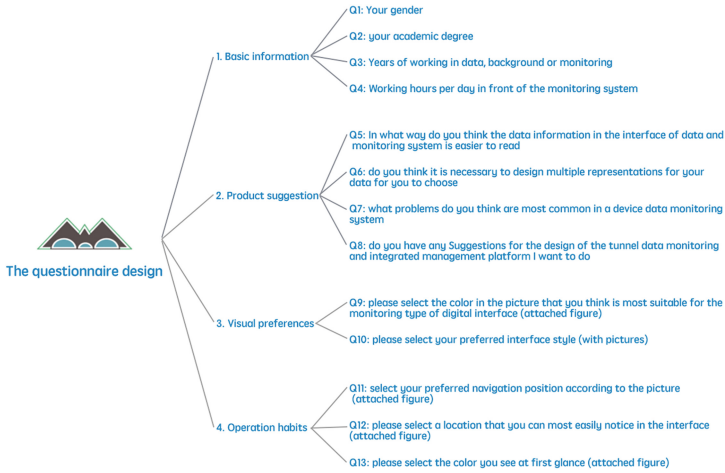 The questionnaire design
1. Basic information
Q1: Your gender
Q2: your academic degree
Q3: Years of working in data, background or monitoring
Q4: Working hours per day in front of the monitoring system
2. Product suggestion
Q5: In what way do you think the data information in the interface of data and
monitoring system is easier to read
Q6: do you think it is necessary to design multiple representations for your
data for you to choose
Q7: what problems do you think are most common in a device data monitoring
system
Q8: do you have any Suggestions for the design of the tunnel data monitoring
and integrated management platform I want to do
3. Visual preferences
Q9: please select the color in the picture that you think is most suitable for the
monitoring type of digital interface (attached figure)
Q10: please select your preferred interface style (with pictures)
4. Operation habits
Q11: select your preferred navigation position according to the picture
(attached figure)
Q12: please select a location that you can most easily notice in the interface
(attached figure)
Q13: please select the color you see at first glance (attached figure)